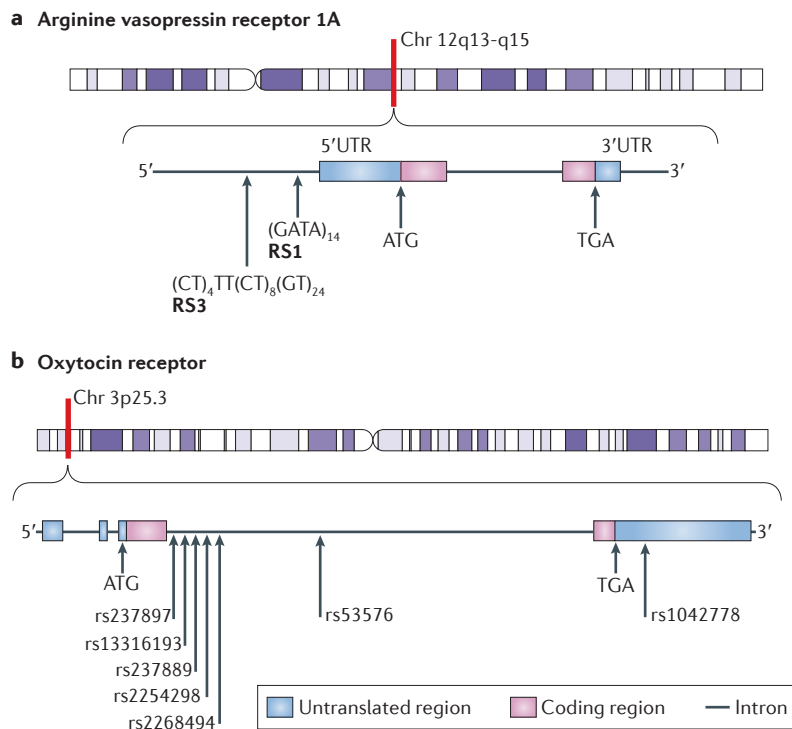 a Arginine vasopressin receptor 1A
Chr 12q13-q15
5′UTR
3′UTR
5′
3′
(GATA)₁₄
RS1
ATG
TGA
(CT)₄TT(CT)₈(GT)₂₄
RS3
b Oxytocin receptor
Chr 3p25.3
5′
3′
ATG
TGA
rs237897
rs53576
rs1042778
rs13316193
rs237889
rs2254298
rs2268494
Untranslated region
Coding region
Intron